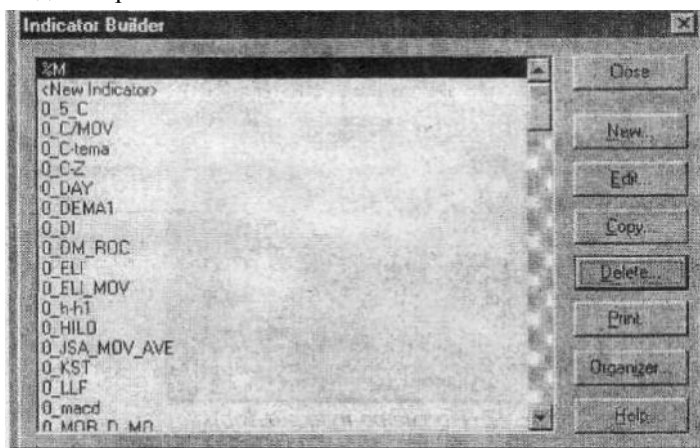 Indicator Builder
%M
<New Indicator>
0_5_C
0_C/MOV
0_C-tema
0_C-Z
0_DAY
0_DEMA1
0_DI
0_DM_ROC
0_ELI
0_ELI_MOV
0_h-h1
0_HILO
0_JSA_MOV_AVE
0_KST
0_LLF
0_macd
Close
New...
Edit...
Copy...
Delete...
Print
Organizer...
Help